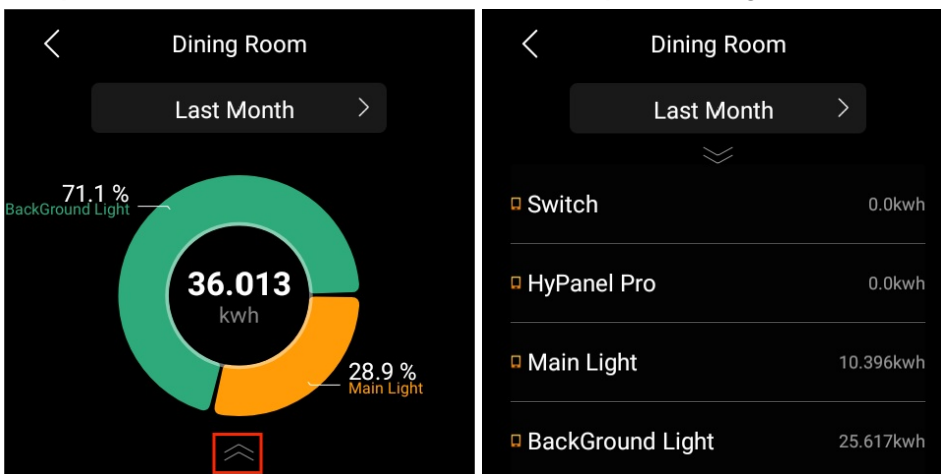 Dining Room
Last Month
71.1 %
BackGround Light
36.013
kwh
28.9 %
Main Light
Dining Room
Last Month
Switch 0.0kwh
HyPanel Pro 0.0kwh
Main Light 10.396kwh
BackGround Light 25.617kwh